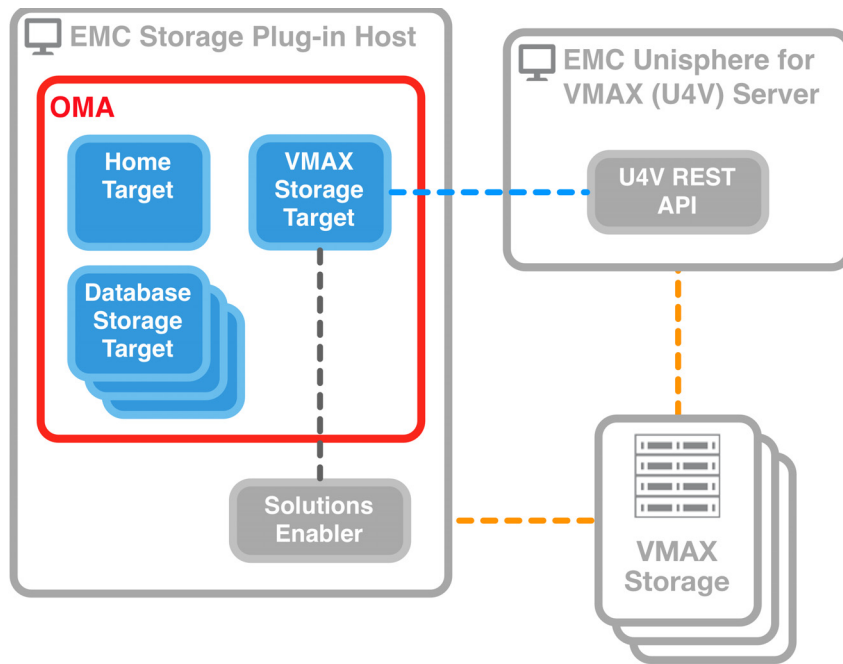 EMC Storage Plug-in Host
OMA
Home
Target
VMAX
Storage
Target
Database
Storage
Target
Solutions
Enabler
EMC Unisphere for
VMAX (U4V) Server
U4V REST
API
VMAX
Storage